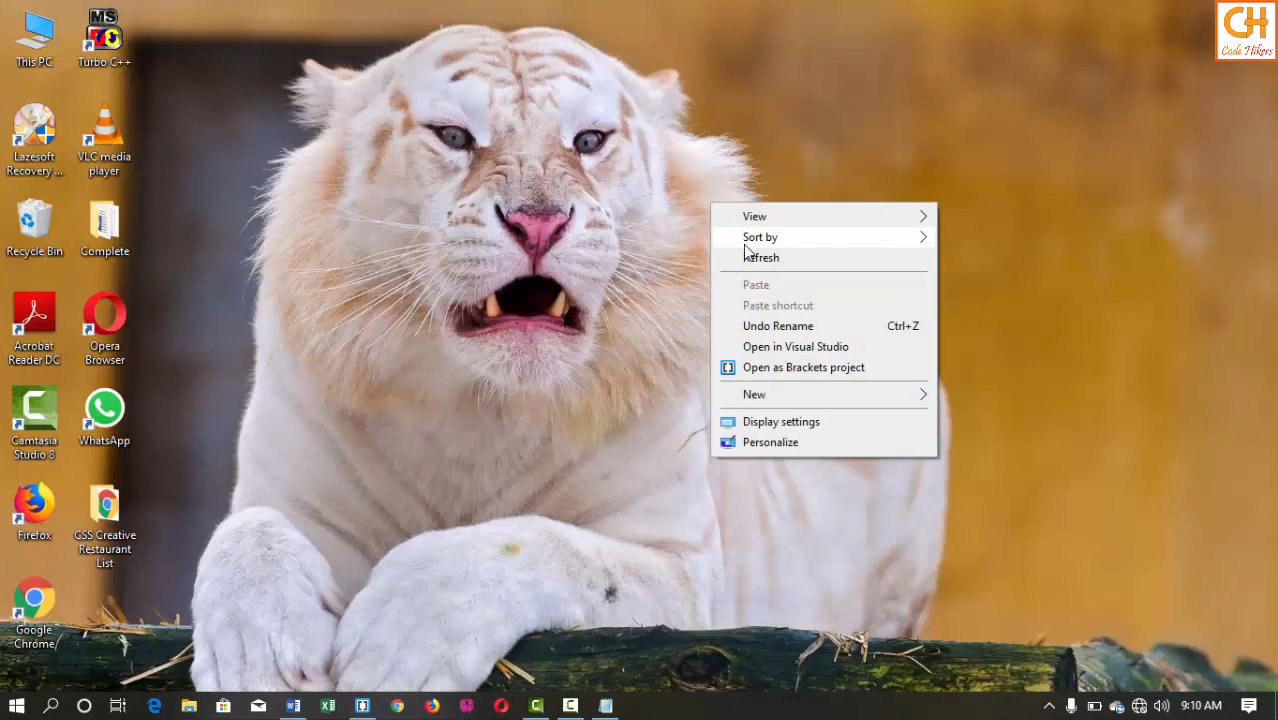 This PC
MS
Turbo C++
CH
Code Hikers
Lazesoft
Recovery ...
VLC media
player
Recycle Bin
Complete
Acrobat
Reader DC
Opera
Browser
Camtasia
Studio 8
WhatsApp
Firefox
CSS Creative
Restaurant
List
Google
Chrome
View
Sort by
Refresh
Paste
Paste shortcut
Undo Rename Ctrl+Z
Open in Visual Studio
Open as Brackets project
New
Display settings
Personalize
9:10 AM